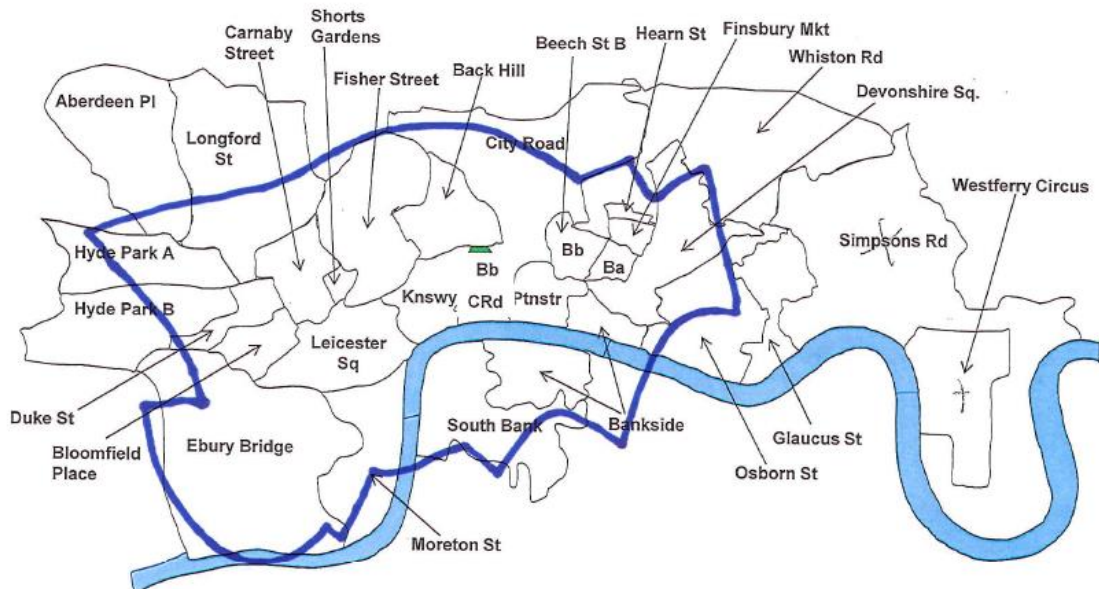 Shorts
Gardens
Carnaby
Street
Fisher Street
Back Hill
Beech St B
Hearn St
Finsbury Mkt
Whiston Rd
Devonshire Sq.
Aberdeen Pl
Longford
St
City Road
Westferry Circus
Hyde Park A
Simpsons Rd
Bb
Ba
Bb
Hyde Park B
Knswy
CRd
Ptnstr
Leicester
Sq
Duke St
Bloomfield
Place
Ebury Bridge
South Bank
Bankside
Glaucus St
Osborn St
Moreton St